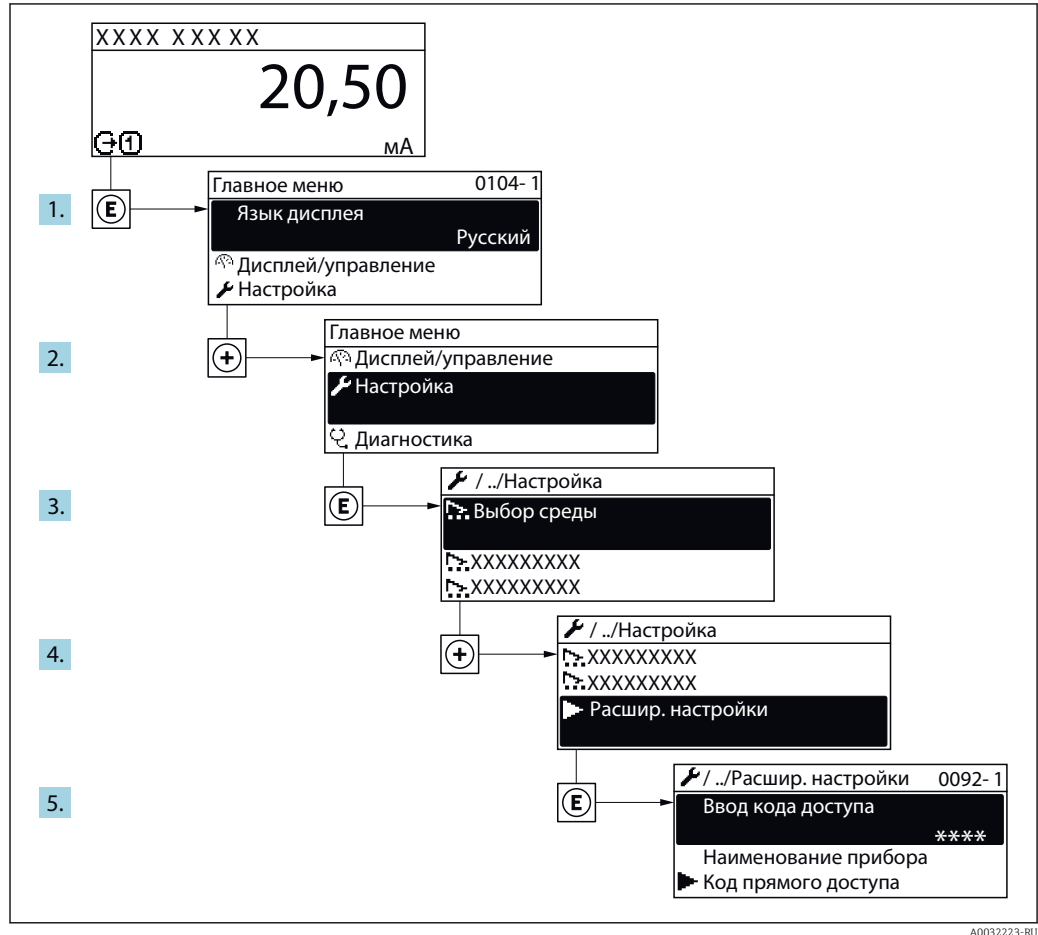 XXXX XXX XX
20,50
1
мА
1.
E
Главное меню 0104- 1
Язык дисплея
Русский
Дисплей/управление
Настройка
2.
+
Главное меню
Дисплей/управление
Настройка
Диагностика
3.
E
/ ../Настройка
Выбор среды
XXXXXXXXX
XXXXXXXXX
4.
+
/ ../Настройка
XXXXXXXXX
XXXXXXXXX
Расшир. настройки
5.
E
/ ../Расшир. настройки 0092- 1
Ввод кода доступа
****
Наименование прибора
Код прямого доступа
A0032223-RU